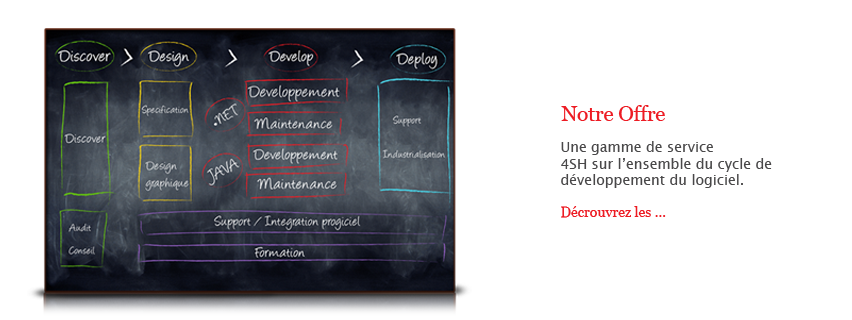 Discover > Design > Develop > Deploy
Discover
Specification
Design
graphique
.NET
Developpement
Maintenance
JAVA
Developpement
Maintenance
Support
Industrialisation
Audit
Conseil
Support / Integration progiciel
Formation
Notre Offre
Une gamme de service
4SH sur l'ensemble du cycle de
développement du logiciel.
Décrouvrez les ...